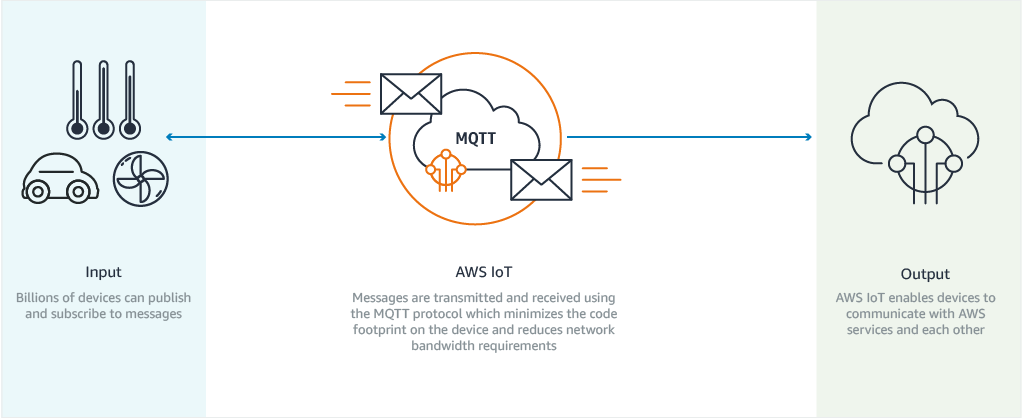 MQTT
Input
Billions of devices can publish
and subscribe to messages
AWS IoT
Messages are transmitted and received using
the MQTT protocol which minimizes the code
footprint on the device and reduces network
bandwidth requirements
Output
AWS IoT enables devices to
communicate with AWS
services and each other